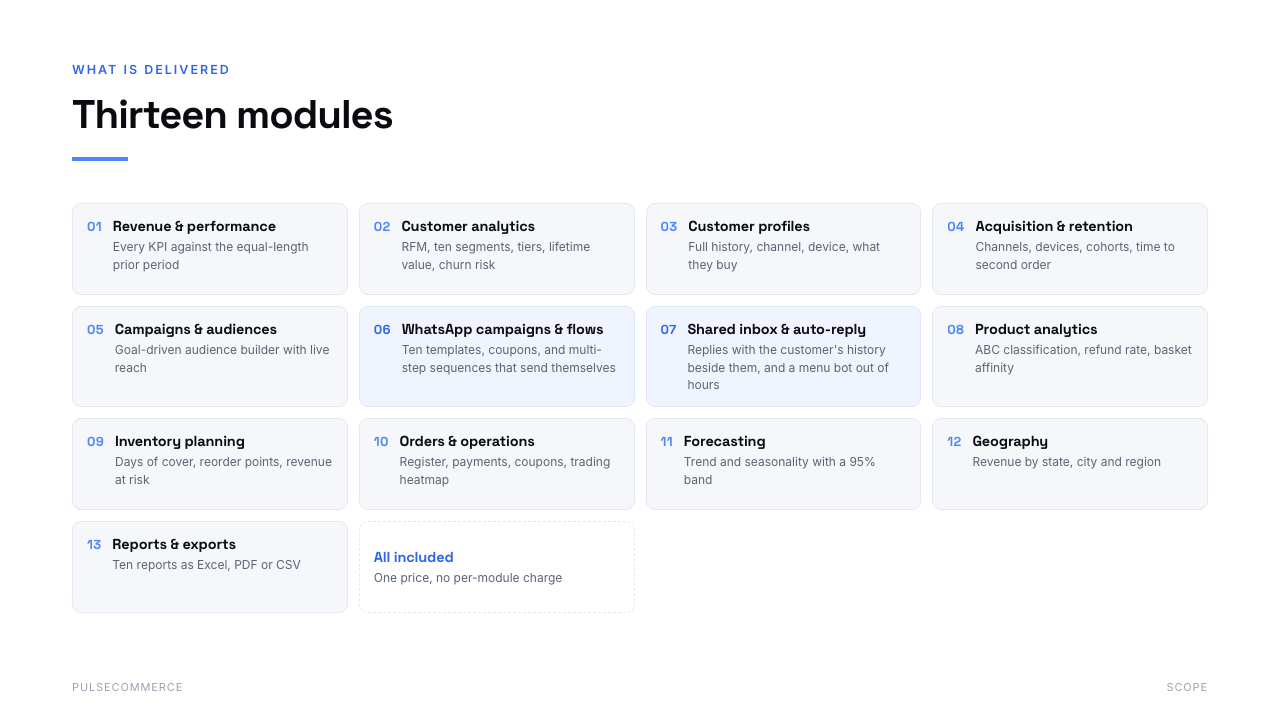 WHAT IS DELIVERED
Thirteen modules
01 Revenue & performance
Every KPI against the equal-length
prior period
02 Customer analytics
RFM, ten segments, tiers, lifetime
value, churn risk
03 Customer profiles
Full history, channel, device, what
they buy
04 Acquisition & retention
Channels, devices, cohorts, time to
second order
05 Campaigns & audiences
Goal-driven audience builder with live
reach
06 WhatsApp campaigns & flows
Ten templates, coupons, and multi-
step sequences that send themselves
07 Shared inbox & auto-reply
Replies with the customer's history
beside them, and a menu bot out of
hours
08 Product analytics
ABC classification, refund rate, basket
affinity
09 Inventory planning
Days of cover, reorder points, revenue
at risk
10 Orders & operations
Register, payments, coupons, trading
heatmap
11 Forecasting
Trend and seasonality with a 95%
band
12 Geography
Revenue by state, city and region
13 Reports & exports
Ten reports as Excel, PDF or CSV
All included
One price, no per-module charge
PULSECOMMERCE
SCOPE